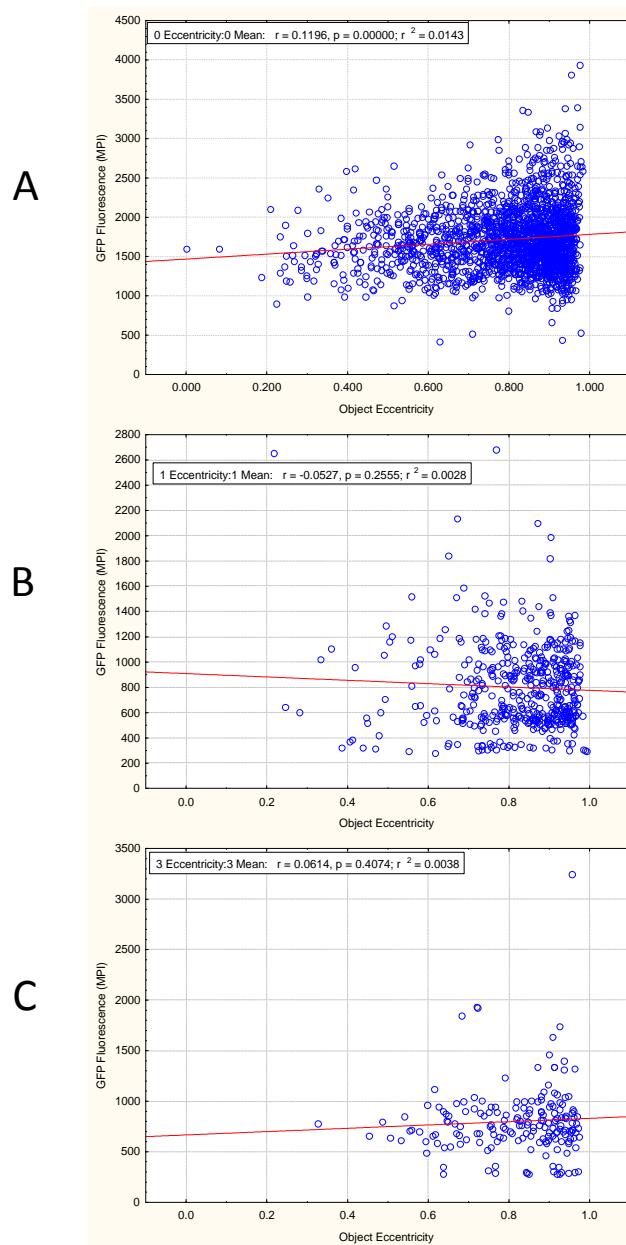 A
0 Eccentricity:0 Mean: r = 0.1196, p = 0.00000; r 2 = 0.0143
4500
4000
3500
3000
2500
2000
1500
1000
500
0
GFP Fluorescence (MPI)
0.000 0.200 0.400 0.600 0.800 1.000
Object Eccentricity
B
1 Eccentricity:1 Mean: r = -0.0527, p = 0.2555; r 2 = 0.0028
2800
2600
2400
2200
2000
1800
1600
1400
1200
1000
800
600
400
200
0
GFP Fluorescence (MPI)
0.0 0.2 0.4 0.6 0.8 1.0
Object Eccentricity
C
3 Eccentricity:3 Mean: r = 0.0614, p = 0.4074; r 2 = 0.0038
3500
3000
2500
2000
1500
1000
500
0
GFP Fluorescence (MPI)
0.0 0.2 0.4 0.6 0.8 1.0
Object Eccentricity